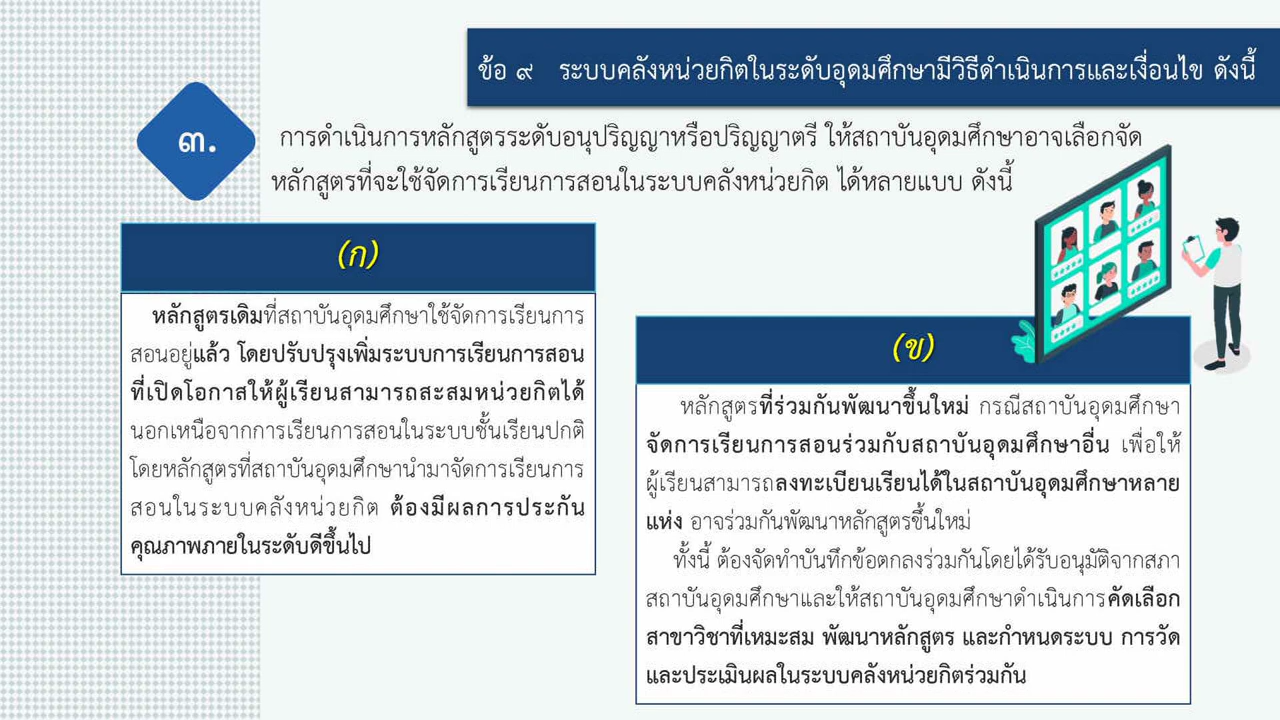 ข้อ ๙ ระบบคลังหน่วยกิตในระดับอุดมศึกษามีวิธีดำเนินการและเงื่อนไข ดังนี้
๓.
การดำเนินการหลักสูตรระดับอนุปริญญาหรือปริญญาตรี ให้สถาบันอุดมศึกษาอาจเลือกจัด
หลักสูตรที่จะใช้จัดการเรียนการสอนในระบบคลังหน่วยกิต ได้หลายแบบ ดังนี้
(ก)
หลักสูตรเดิมที่สถาบันอุดมศึกษาใช้จัดการเรียนการ
สอนอยู่แล้ว โดยปรับปรุงเพิ่มระบบการเรียนการสอน
ที่เปิดโอกาสให้ผู้เรียนสามารถสะสมหน่วยกิตได้
นอกเหนือจากการเรียนการสอนในระบบชั้นเรียนปกติ
โดยหลักสูตรที่สถาบันอุดมศึกษานำมาจัดการเรียนการ
สอนในระบบคลังหน่วยกิต ต้องมีผลการประกัน
คุณภาพภายในระดับดีขึ้นไป
(ข)
หลักสูตรที่ร่วมกันพัฒนาขึ้นใหม่ กรณีสถาบันอุดมศึกษา
จัดการเรียนการสอนร่วมกับสถาบันอุดมศึกษาอื่น เพื่อให้
ผู้เรียนสามารถลงทะเบียนเรียนได้ในสถาบันอุดมศึกษาหลาย
แห่ง อาจร่วมกันพัฒนาหลักสูตรขึ้นใหม่
ทั้งนี้ ต้องจัดทำบันทึกข้อตกลงร่วมกันโดยได้รับอนุมัติจากสภา
สถาบันอุดมศึกษาและให้สถาบันอุดมศึกษาดำเนินการคัดเลือก
สาขาวิชาที่เหมะสม พัฒนาหลักสูตร และกำหนดระบบ การวัด
และประเมินผลในระบบคลังหน่วยกิตร่วมกัน